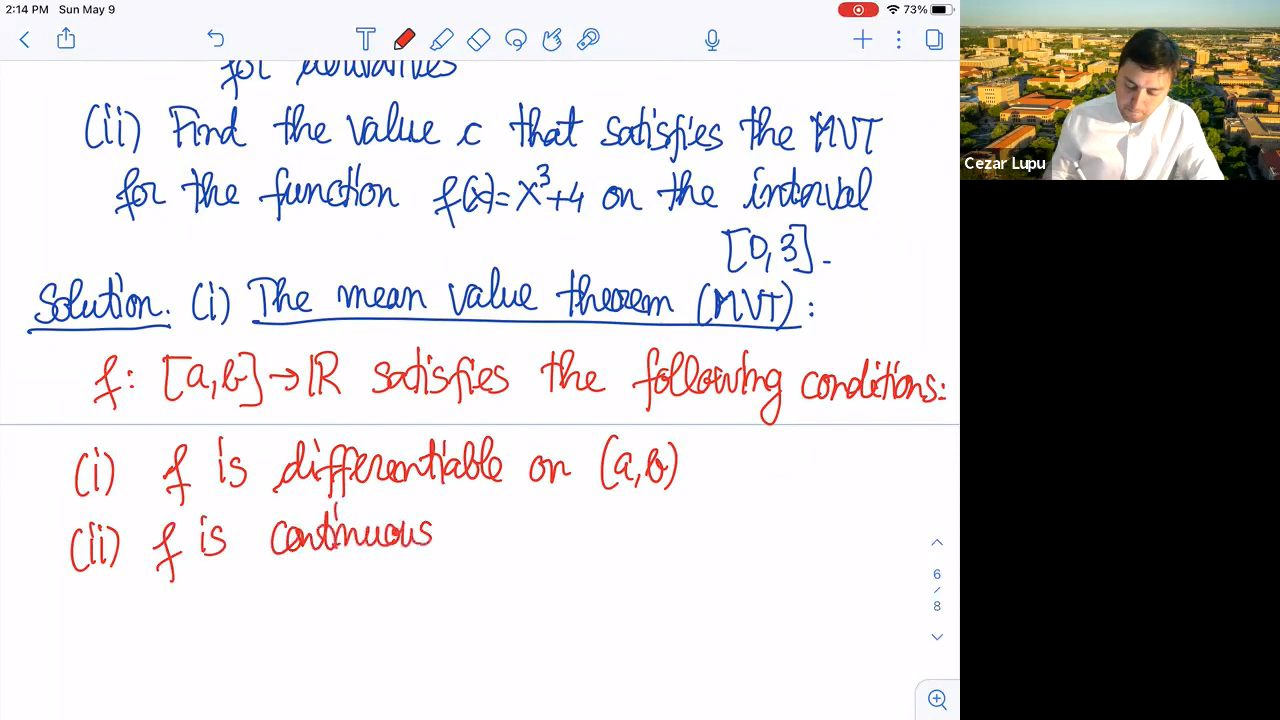 2:14 PM Sun May 9
73%
for derivatives
(ii) Find the value c that satisfies the MVT
for the function f(x)=x³+4 on the interval
[0,3].
Solution. (i) The mean value theorem (MVT):
f: [a,b]→ℝ satisfies the following conditions:
(i) f is differentiable on (a,b)
(ii) f is continuous
6
/
8
Cezar Lupu